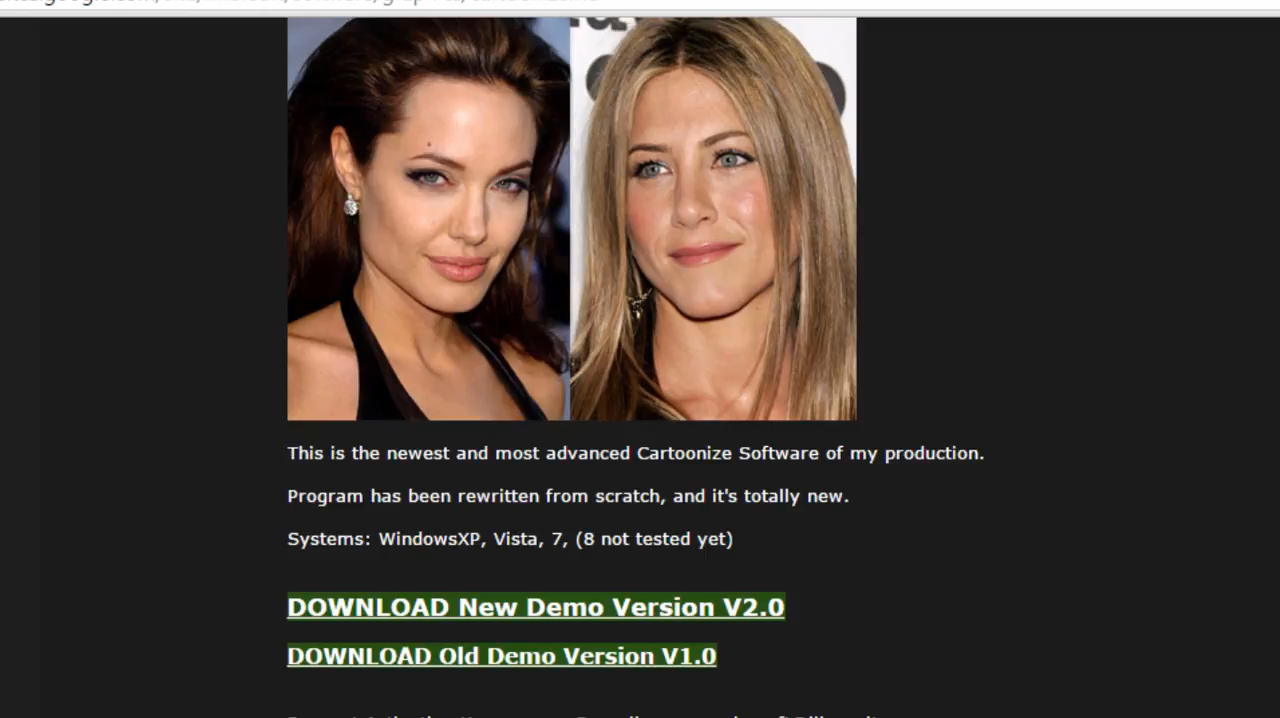 This is the newest and most advanced Cartoonize Software of my production.
Program has been rewritten from scratch, and it's totally new.
Systems: WindowsXP, Vista, 7, (8 not tested yet)
DOWNLOAD New Demo Version V2.0
DOWNLOAD Old Demo Version V1.0